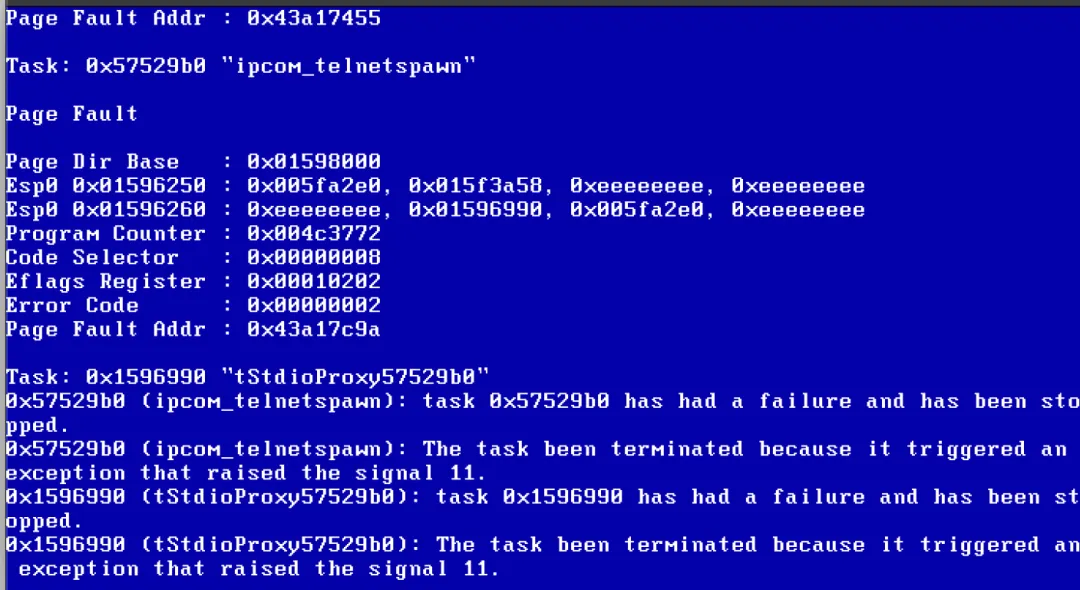 Page Fault Addr : 0x43a17455
Task: 0x57529b0 "ipcom_telnetspawn"
Page Fault
Page Dir Base   : 0x01598000
Esp0 0x01596250 : 0x005fa2e0, 0x015f3a58, 0xeeeeeeee, 0xeeeeeeee
Esp0 0x01596260 : 0xeeeeeeee, 0x01596990, 0x005fa2e0, 0xeeeeeeee
Program Counter : 0x004c3772
Code Selector   : 0x00000008
Eflags Register : 0x00010202
Error Code      : 0x00000002
Page Fault Addr : 0x43a17c9a
Task: 0x1596990 "tStdioProxy57529b0"
0x57529b0 (ipcom_telnetspawn): task 0x57529b0 has had a failure and has been sto
pped.
0x57529b0 (ipcom_telnetspawn): The task been terminated because it triggered an
exception that raised the signal 11.
0x1596990 (tStdioProxy57529b0): task 0x1596990 has had a failure and has been st
opped.
0x1596990 (tStdioProxy57529b0): The task been terminated because it triggered an
 exception that raised the signal 11.